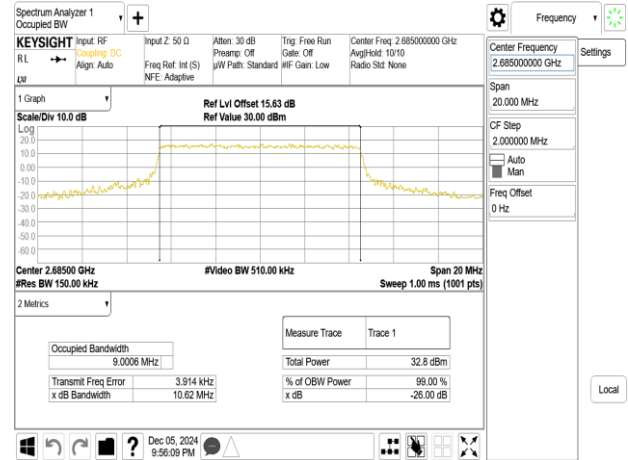 Spectrum Analyzer 1
Occupied BW
Frequency
KEYSIGHT
RL
LXI
Input: RF
Coupling: DC
Align: Auto
Input Z: 50 Ω
Freq Ref: Int (S)
NFE: Adaptive
Atten: 30 dB
Preamp: Off
µW Path: Standard
Trig: Free Run
Gate: Off
#IF Gain: Low
Center Freq: 2.685000000 GHz
Avg|Hold: 10/10
Radio Std: None
Center Frequency
2.685000000 GHz
Settings
Span
20.000 MHz
CF Step
2.000000 MHz
Auto
Man
Freq Offset
0 Hz
Local
1 Graph
Scale/Div 10.0 dB
Ref Lvl Offset 15.63 dB
Ref Value 30.00 dBm
Log
20.0
10.0
0.00
-10.0
-20.0
-30.0
-40.0
-50.0
-60.0
Center 2.68500 GHz
#Video BW 510.00 kHz
Span 20 MHz
#Res BW 150.00 kHz
Sweep 1.00 ms (1001 pts)
2 Metrics
Measure Trace Trace 1
Occupied Bandwidth
9.0006 MHz
Total Power 32.8 dBm
Transmit Freq Error 3.914 kHz
% of OBW Power 99.00 %
x dB Bandwidth 10.62 MHz
x dB -26.00 dB
?
Dec 05, 2024
9:56:09 PM